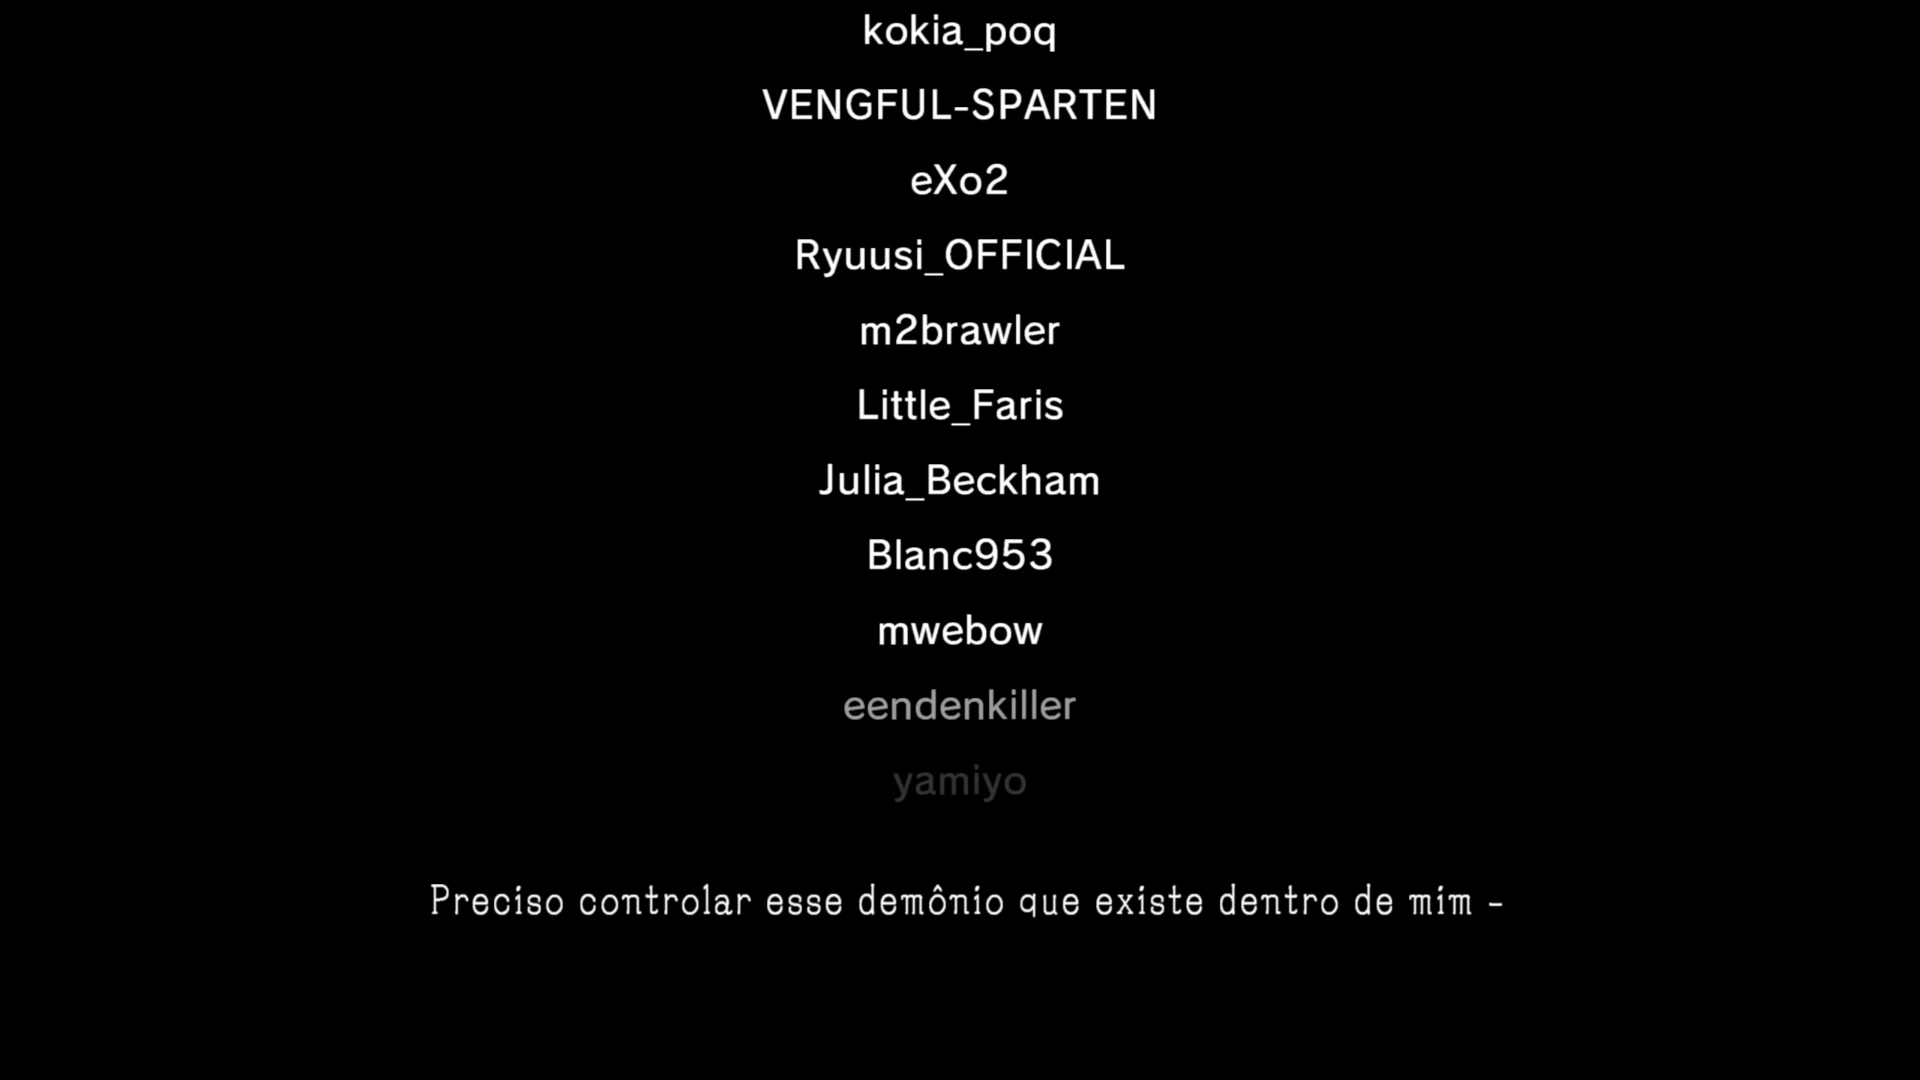 kokia_poq
VENGFUL-SPARTEN
eXo2
Ryuusi_OFFICIAL
m2brawler
Little_Faris
Julia_Beckham
Blanc953
mwebow
eendenkiller
yamiyo
Preciso controlar esse demônio que existe dentro de mim -